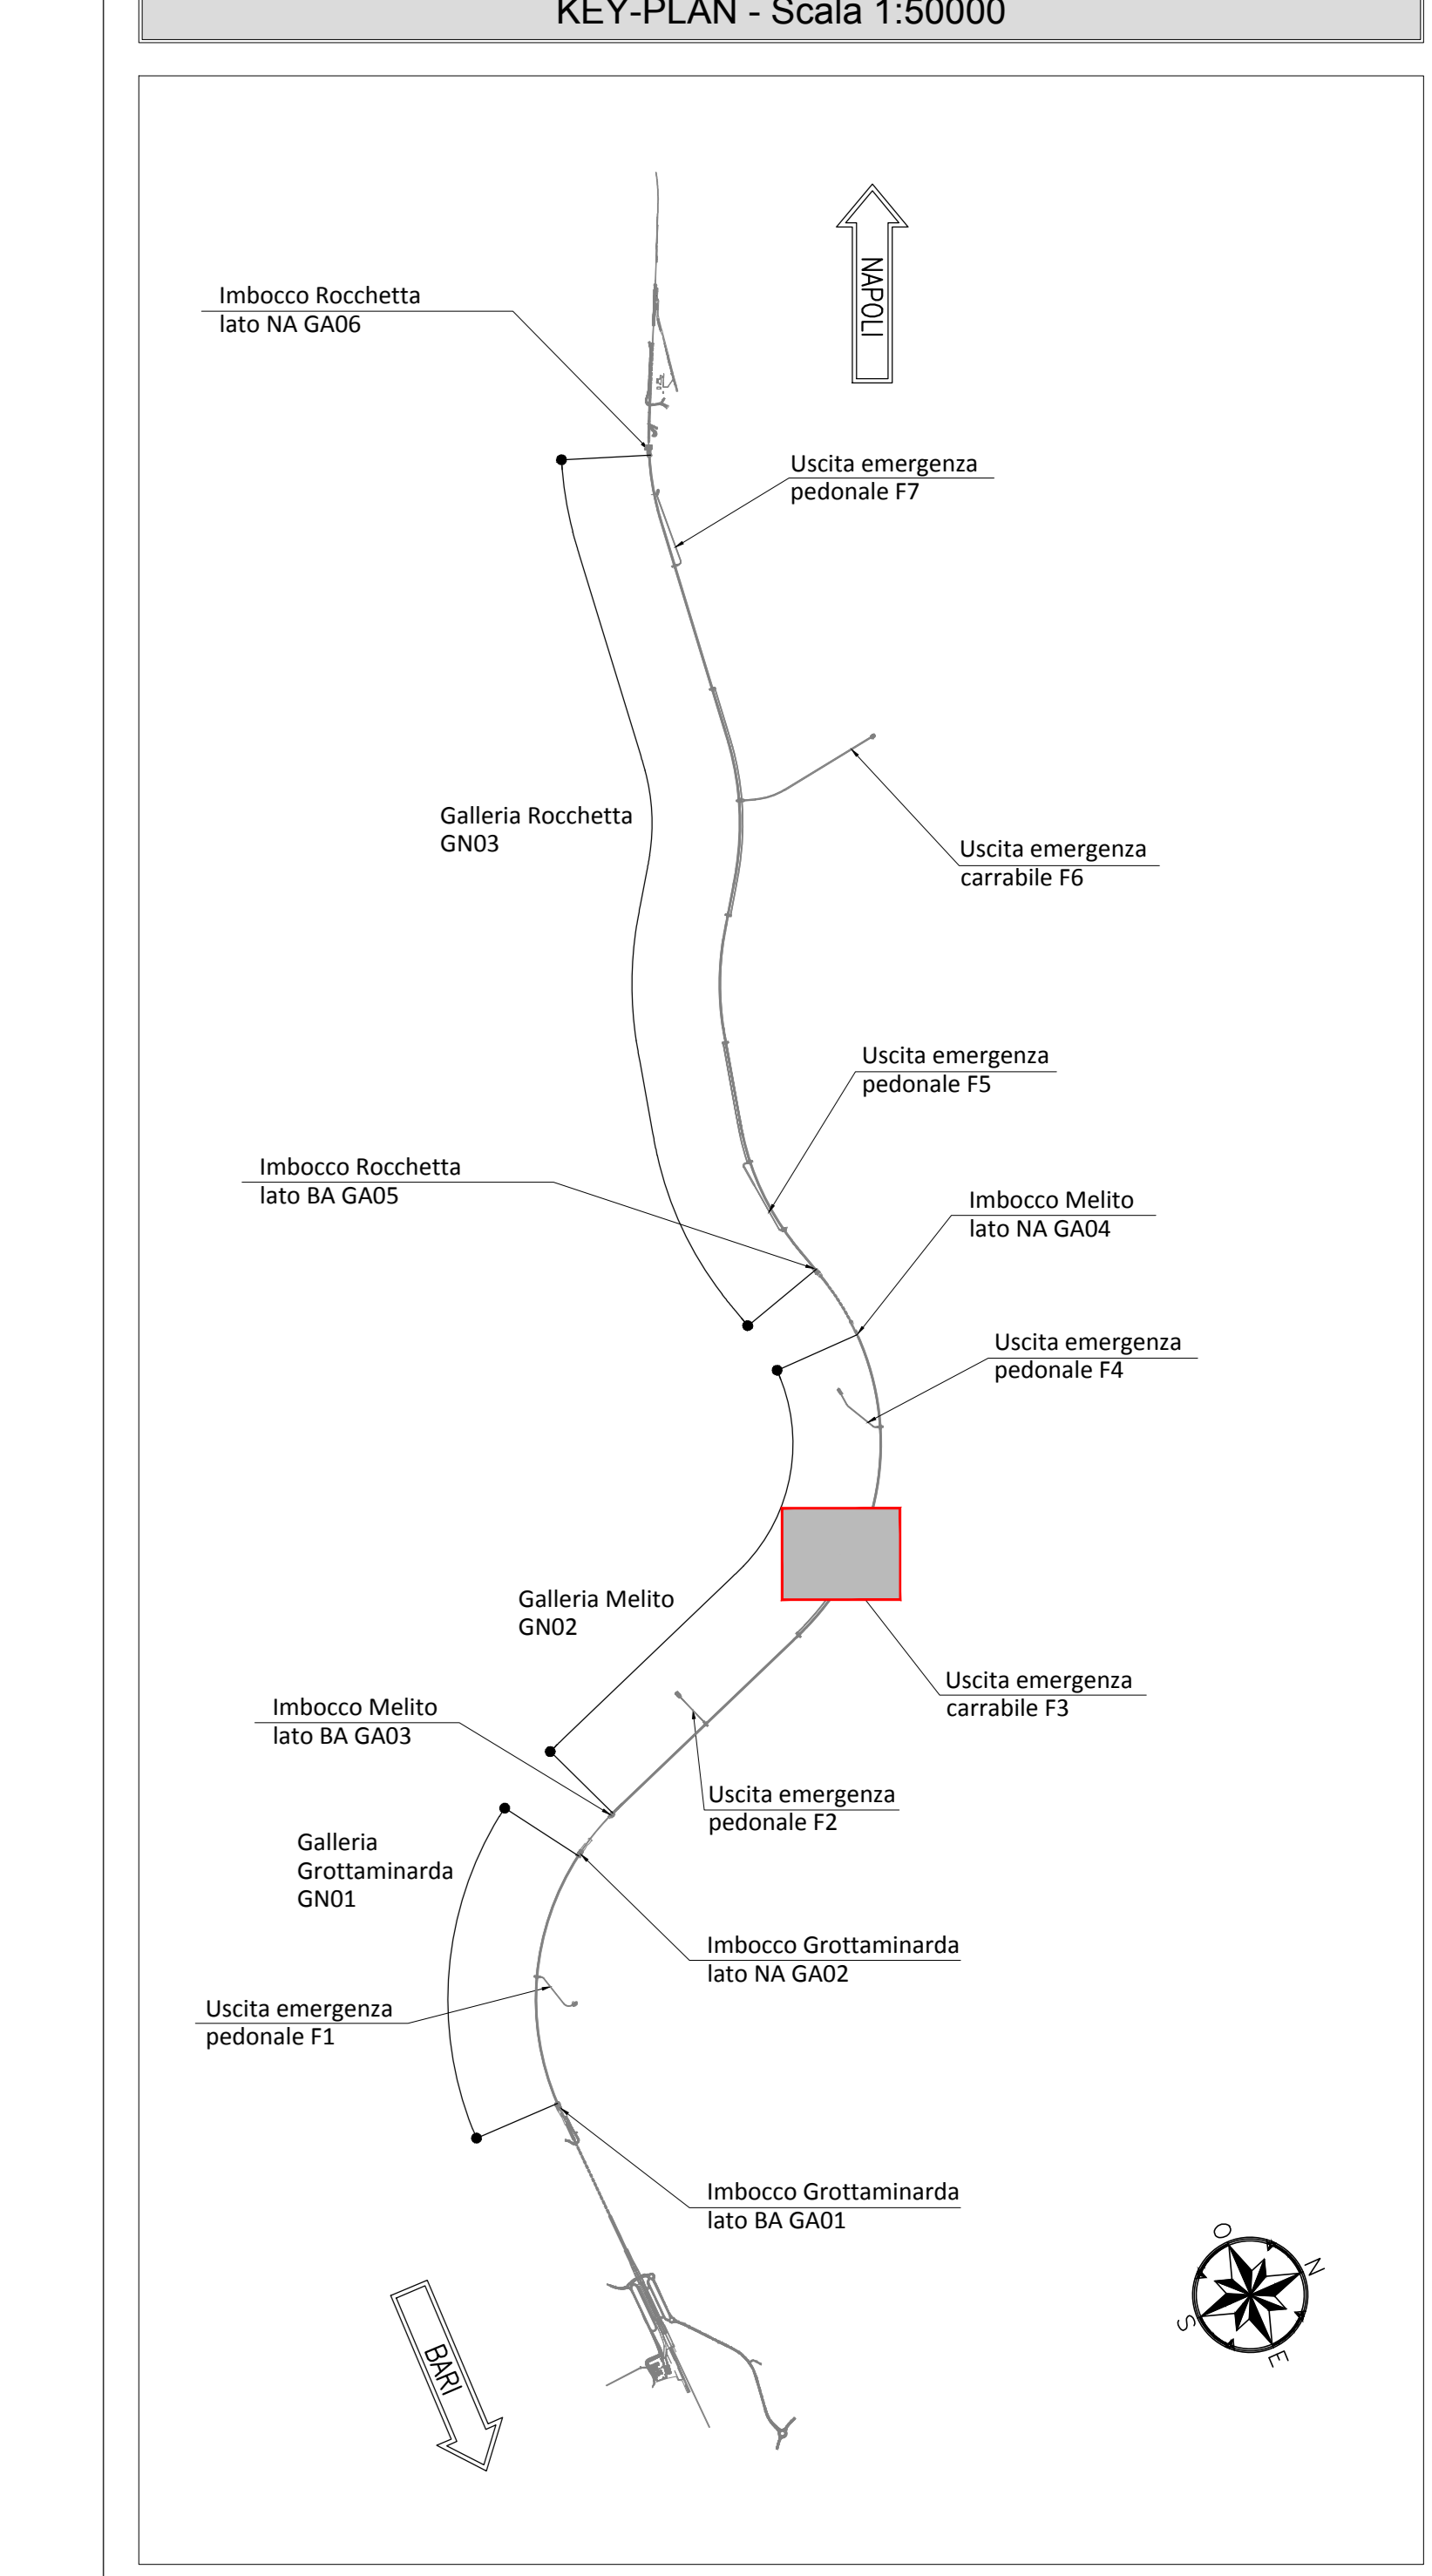 KEY-PLAN - Scala 1:50000
NAPOLI
Imbocco Rocchetta
lato NA GA06
Uscita emergenza
pedonale F7
Galleria Rocchetta
GN03
Uscita emergenza
carrabile F6
Uscita emergenza
pedonale F5
Imbocco Rocchetta
lato BA GA05
Imbocco Melito
lato NA GA04
Uscita emergenza
pedonale F4
Galleria Melito
GN02
Uscita emergenza
carrabile F3
Imbocco Melito
lato BA GA03
Uscita emergenza
pedonale F2
Galleria
Grottaminarda
GN01
Imbocco Grottaminarda
lato NA GA02
Uscita emergenza
pedonale F1
Imbocco Grottaminarda
lato BA GA01
O
N
S
E
BARI